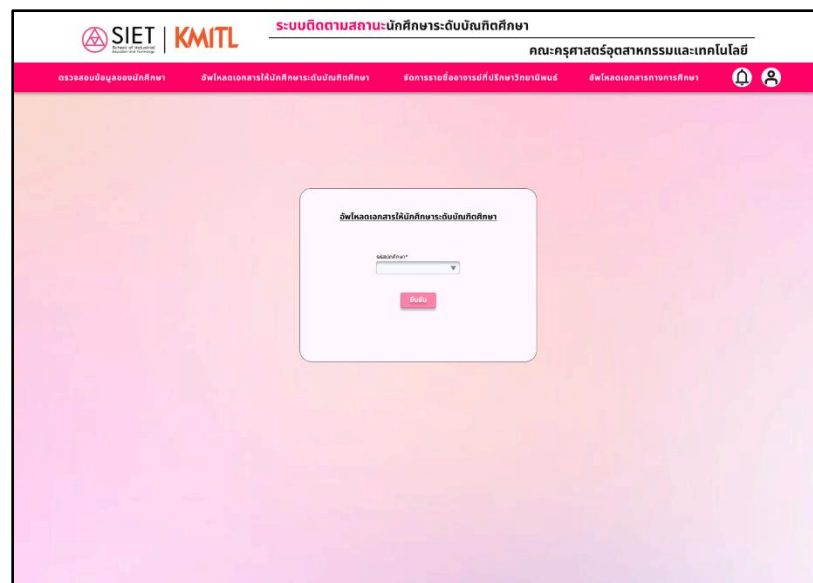 SIET
School of Industrial
Education and Technology
KMITL
ระบบติดตามสถานะนักศึกษาระดับบัณฑิตศึกษา
คณะครุศาสตร์อุตสาหกรรมและเทคโนโลยี
ตรวจสอบข้อมูลของนักศึกษา
อัพโหลดเอกสารให้นักศึกษาระดับบัณฑิตศึกษา
จัดการรายชื่ออาจารย์ที่ปรึกษาวิทยานิพนธ์
อัพโหลดเอกสารทางการศึกษา
อัพโหลดเอกสารให้นักศึกษาระดับบัณฑิตศึกษา
รหัสนักศึกษา*
ยืนยัน